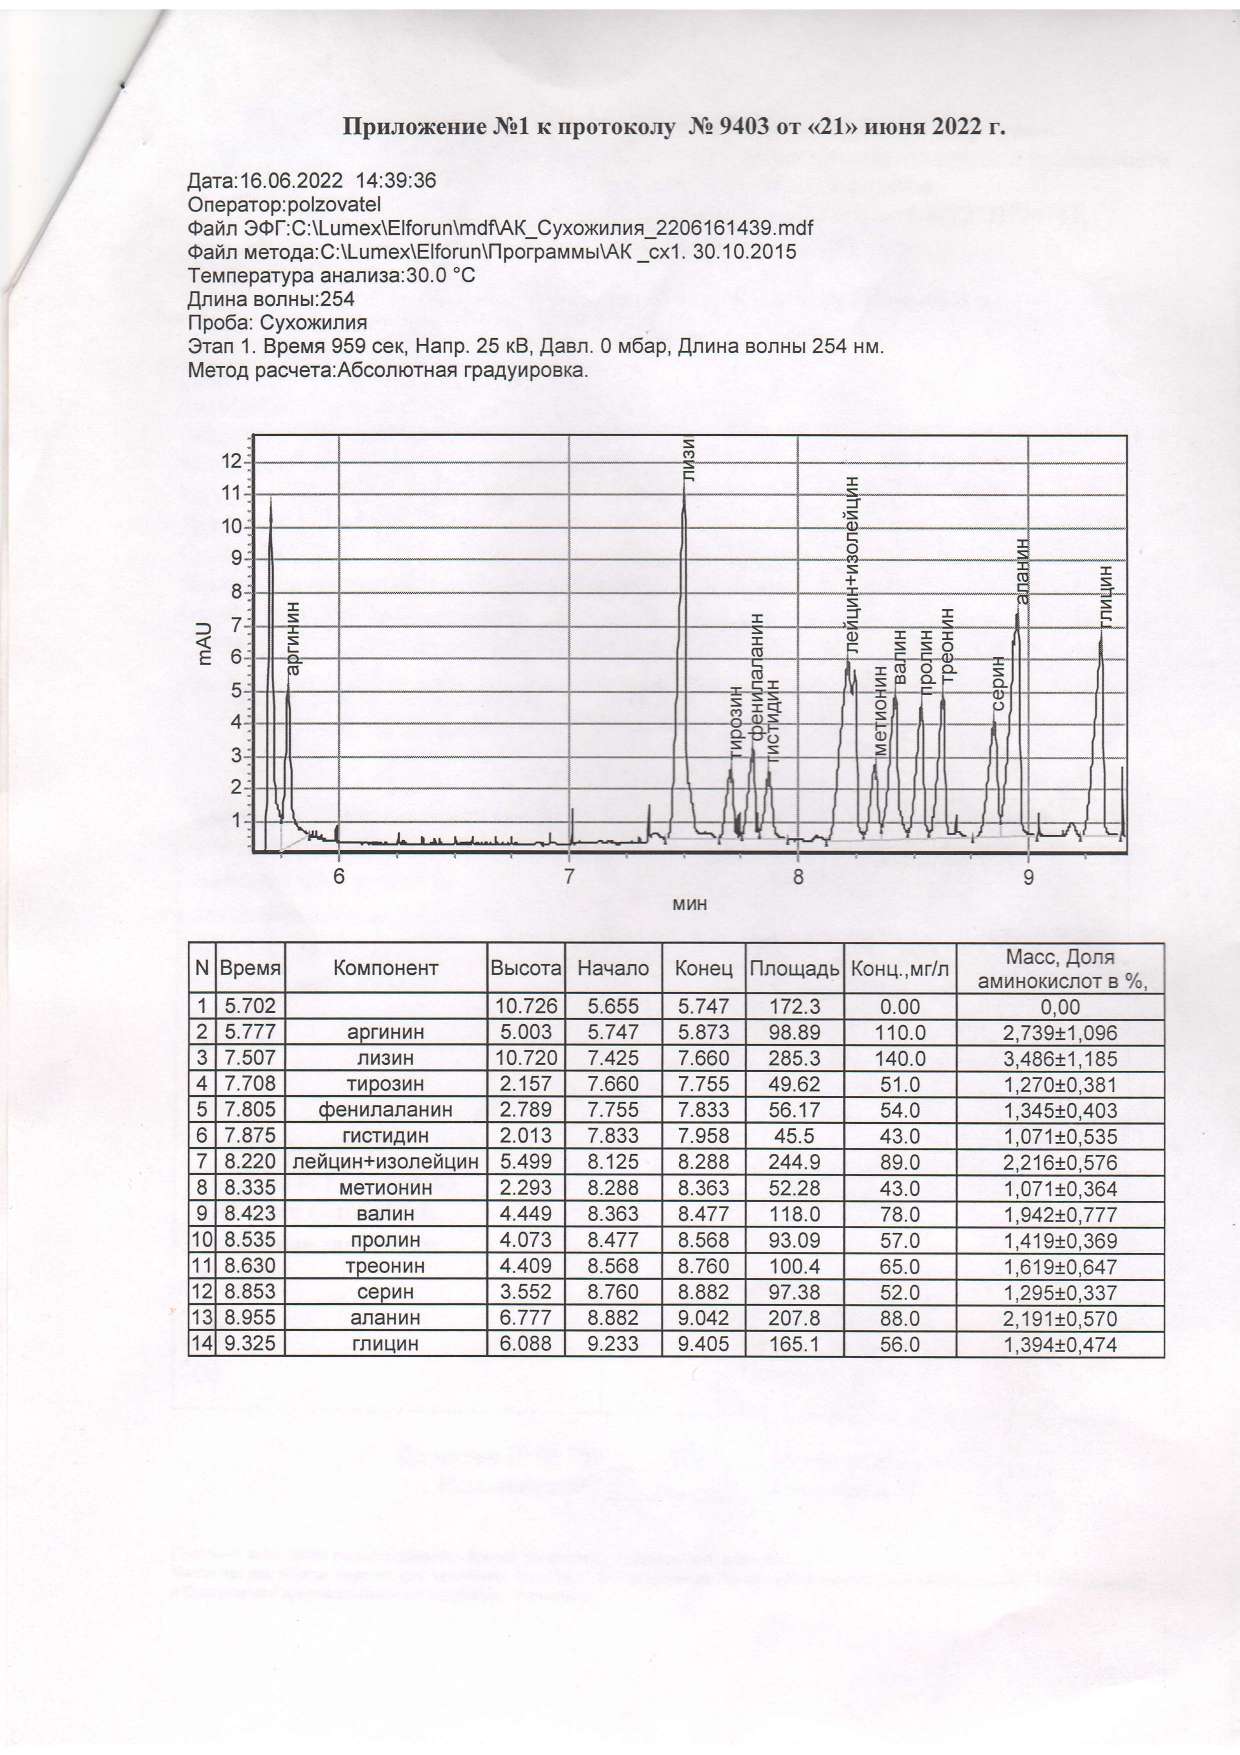 Приложение №1 к протоколу № 9403 от «21» июня 2022 г.
Дата:16.06.2022 14:39:36
Оператор:polzovatel
Файл ЭФГ:C:\Lumex\Elforun\mdf\АК_Сухожилия_2206161439.mdf
Файл метода:C:\Lumex\Elforun\Программы\АК _сх1. 30.10.2015
Температура анализа:30.0 °C
Длина волны:254
Проба: Сухожилия
Этап 1. Время 959 сек, Напр. 25 кВ, Давл. 0 мбар, Длина волны 254 нм.
Метод расчета:Абсолютная градуировка.
12
11
10
9
8
7
6
5
4
3
2
1
mAU
аргинин
лизи
тирозин
фенилаланин
гистидин
лейцин+изолейцин
метионин
валин
пролин
треонин
серин
аланин
глицин
6 7 8 9
мин
N Время Компонент Высота Начало Конец Площадь Конц.,мг/л Масс, Доля аминокислот в %,
1 5.702 10.726 5.655 5.747 172.3 0.00 0,00
2 5.777 аргинин 5.003 5.747 5.873 98.89 110.0 2,739±1,096
3 7.507 лизин 10.720 7.425 7.660 285.3 140.0 3,486±1,185
4 7.708 тирозин 2.157 7.660 7.755 49.62 51.0 1,270±0,381
5 7.805 фенилаланин 2.789 7.755 7.833 56.17 54.0 1,345±0,403
6 7.875 гистидин 2.013 7.833 7.958 45.5 43.0 1,071±0,535
7 8.220 лейцин+изолейцин 5.499 8.125 8.288 244.9 89.0 2,216±0,576
8 8.335 метионин 2.293 8.288 8.363 52.28 43.0 1,071±0,364
9 8.423 валин 4.449 8.363 8.477 118.0 78.0 1,942±0,777
10 8.535 пролин 4.073 8.477 8.568 93.09 57.0 1,419±0,369
11 8.630 треонин 4.409 8.568 8.760 100.4 65.0 1,619±0,647
12 8.853 серин 3.552 8.760 8.882 97.38 52.0 1,295±0,337
13 8.955 аланин 6.777 8.882 9.042 207.8 88.0 2,191±0,570
14 9.325 глицин 6.088 9.233 9.405 165.1 56.0 1,394±0,474